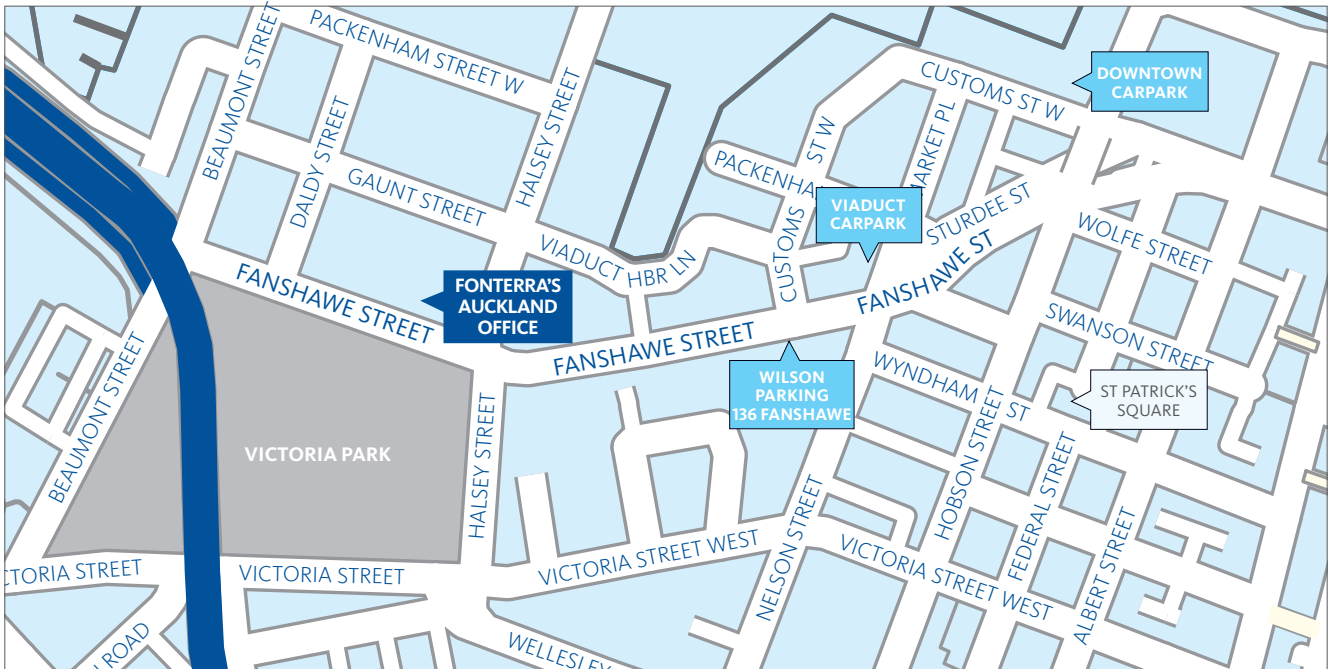 PACKENHAM STREET W
CUSTOMS ST W
DOWNTOWN
CARPARK
BEAUMONT STREET
DALDY STREET
HALSEY STREET
MARKET PL
PACKENHA
ST W
CUSTOMS
GAUNT STREET
VIADUCT
CARPARK
STURDEE ST
WOLFE STREET
VIADUCT HBR LN
FANSHAWE STREET
FONTERRA'S
AUCKLAND
OFFICE
FANSHAWE ST
FANSHAWE STREET
SWANSON STREET
WILSON
PARKING
136 FANSHAWE
WYNDHAM ST
ST PATRICK'S
SQUARE
BEAUMONT STREET
VICTORIA PARK
HALSEY STREET
HOBSON STREET
FEDERAL STREET
NELSON STREET
ALBERT STREET
CTORIA STREET
VICTORIA STREET
VICTORIA STREET WEST
VICTORIA STREET WEST
ROAD
WELLESLEY